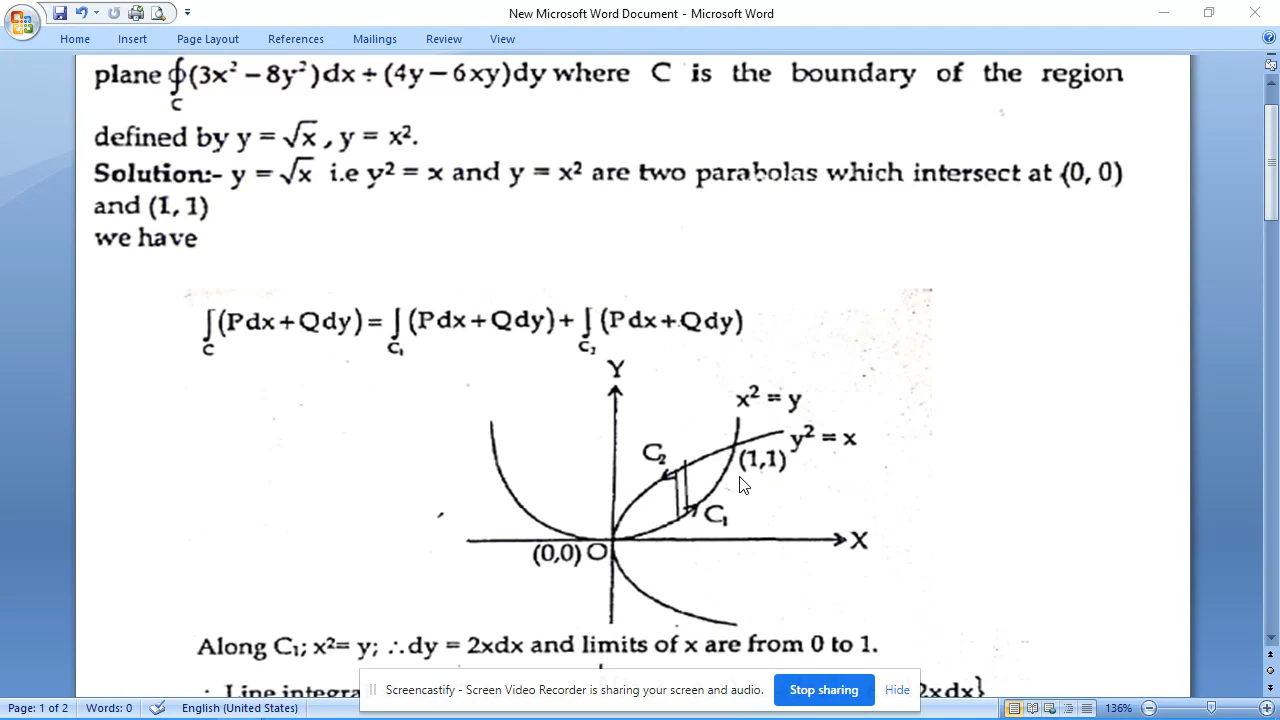 New Microsoft Word Document - Microsoft Word
Home Insert Page Layout References Mailings Review View
plane ∮(3x² – 8y²)dx + (4y – 6xy)dy where C is the boundary of the region
C
defined by y = √x , y = x².
Solution:- y = √x i.e y² = x and y = x² are two parabolas which intersect at (0, 0)
and (1, 1)
we have
∫(Pdx+Qdy) = ∫(Pdx+Qdy) + ∫(Pdx+Qdy)
C C₁ C₂
Y
x² = y
y² = x
C₂
(1,1)
C₁
X
(0,0) O
Along C₁; x²= y; ∴dy = 2xdx and limits of x are from 0 to 1.
∴ Line integra
2xdx}
Screencastify - Screen Video Recorder is sharing your screen and audio. Stop sharing Hide
Page: 1 of 2 Words: 0 English (United States) 136%